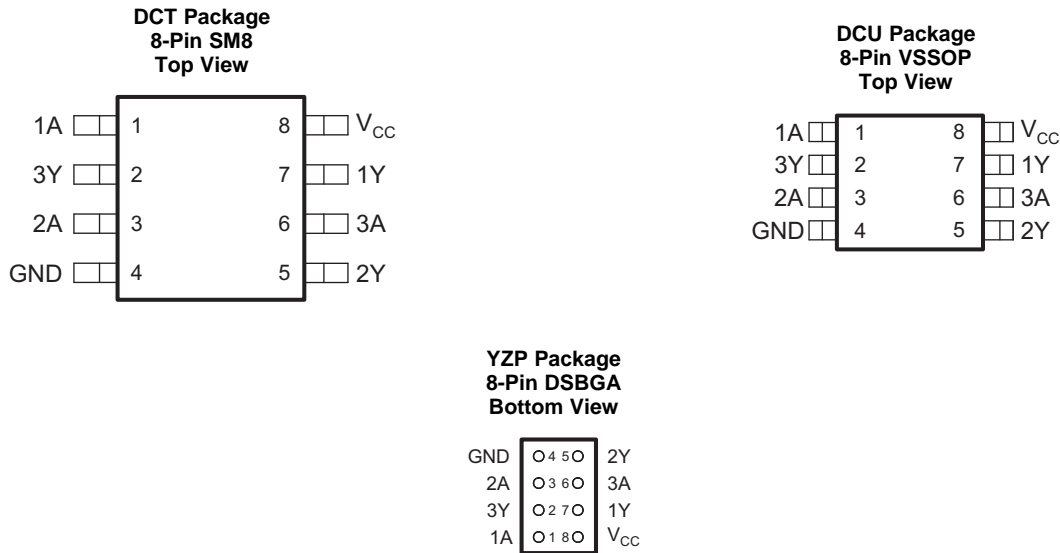 DCT Package
8-Pin SM8
Top View
1A 1 8 VCC
3Y 2 7 1Y
2A 3 6 3A
GND 4 5 2Y
DCU Package
8-Pin VSSOP
Top View
1A 1 8 VCC
3Y 2 7 1Y
2A 3 6 3A
GND 4 5 2Y
YZP Package
8-Pin DSBGA
Bottom View
GND 4 5 2Y
2A 3 6 3A
3Y 2 7 1Y
1A 1 8 VCC